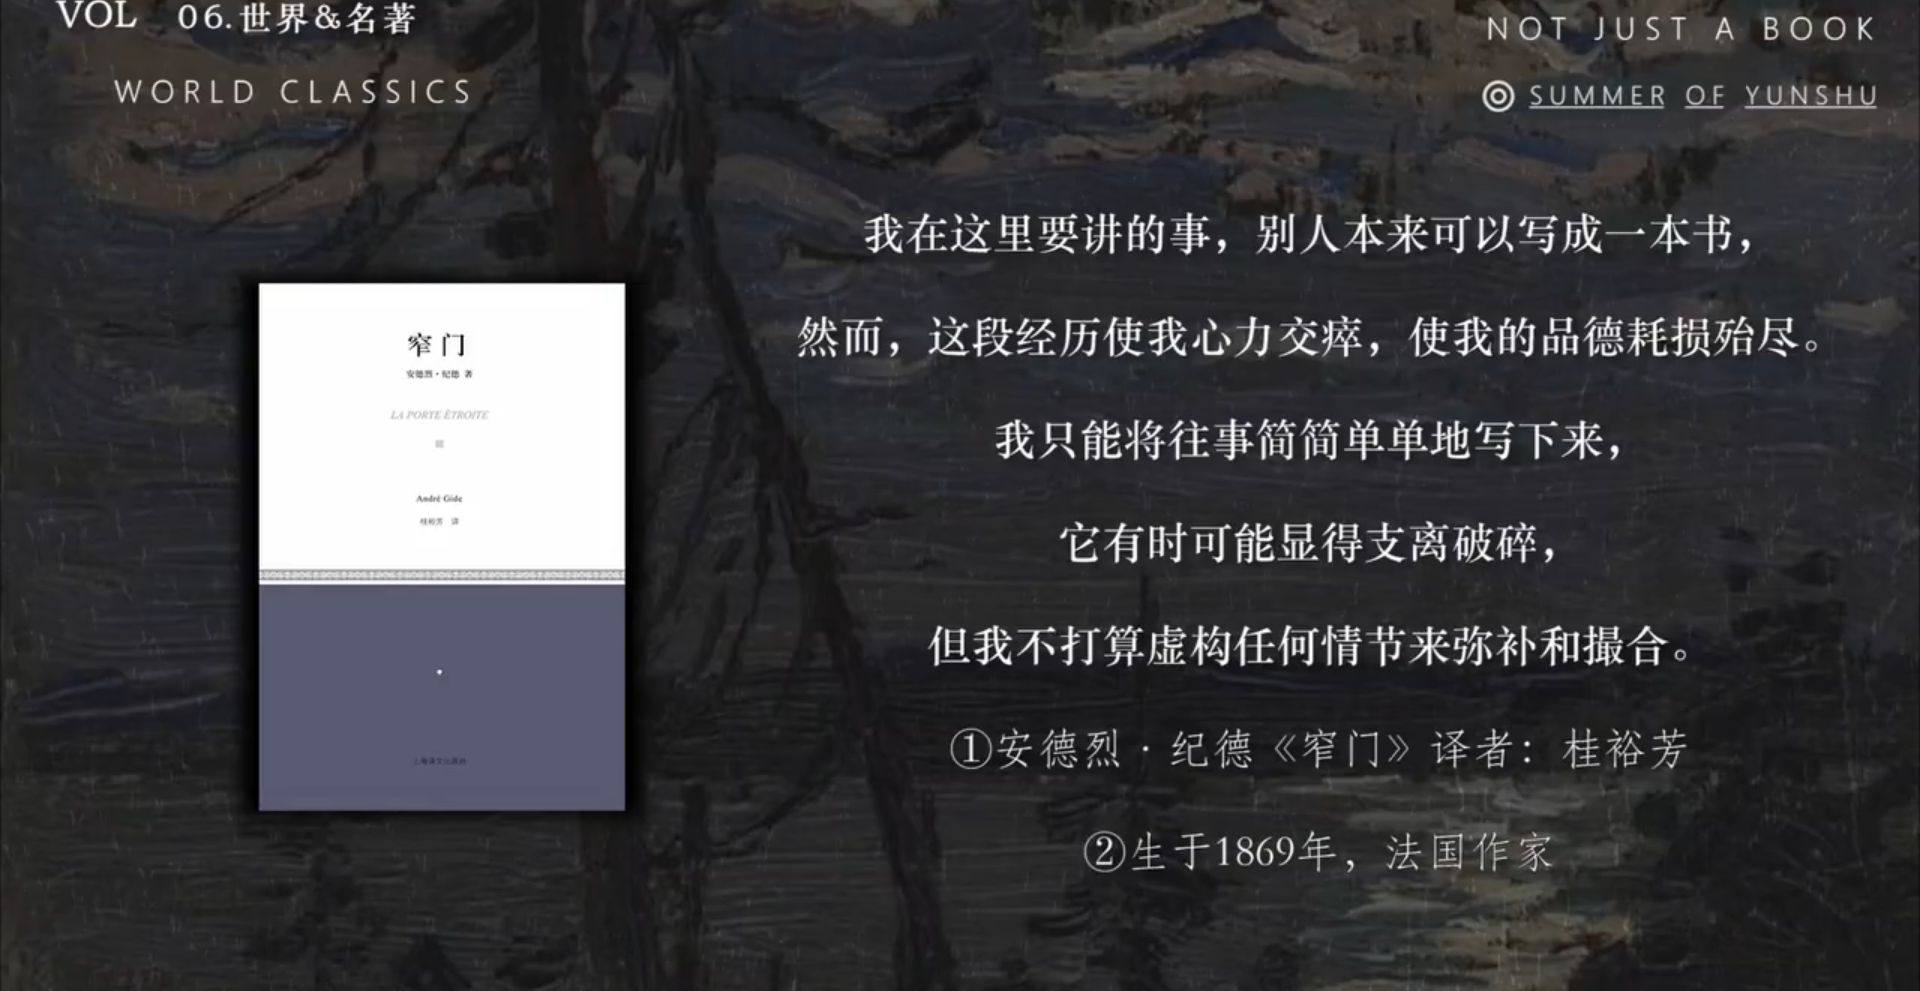 VOL 06.世界&名著
WORLD CLASSICS
NOT JUST A BOOK
SUMMER OF YUNSHU
窄门
安德烈·纪德 著
LA PORTE ÉTROITE
André Gide
桂裕芳 译
上海译文出版社
我在这里要讲的事，别人本来可以写成一本书，
然而，这段经历使我心力交瘁，使我的品德耗损殆尽。
我只能将往事简简单单地写下来，
它有时可能显得支离破碎，
但我不打算虚构任何情节来弥补和撮合。
①安德烈·纪德《窄门》译者：桂裕芳
②生于1869年，法国作家